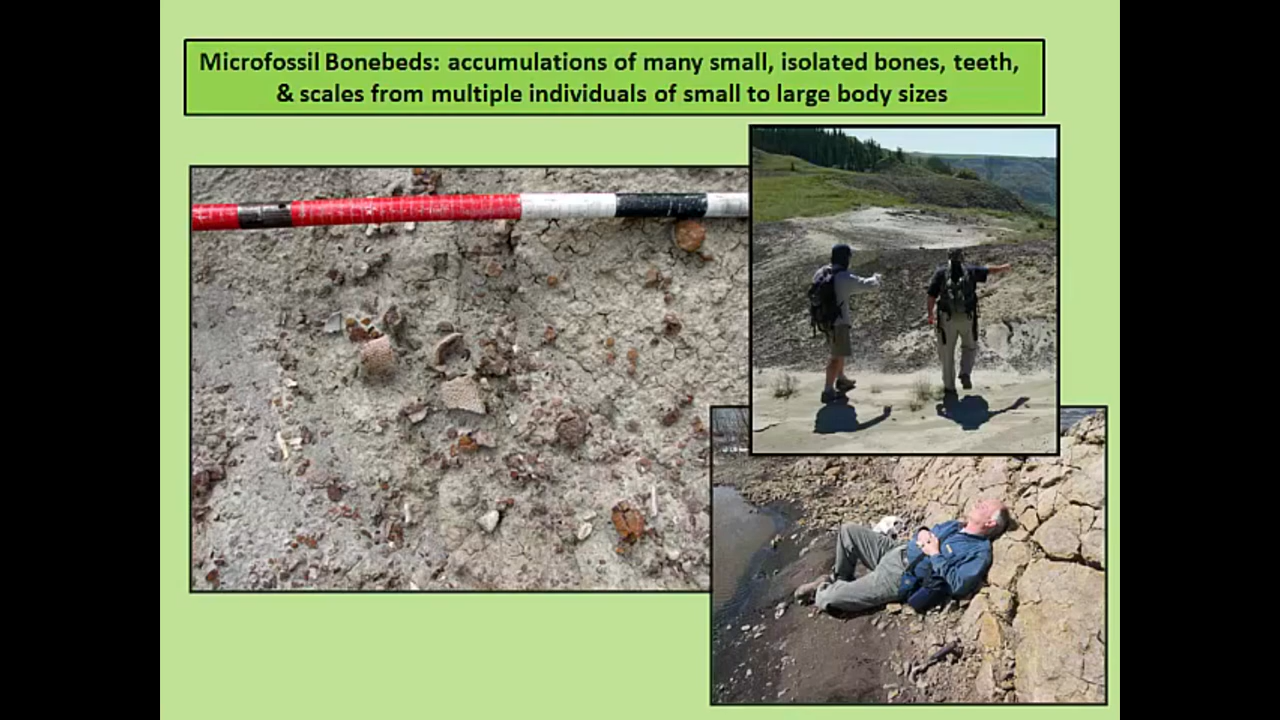 Microfossil Bonebeds: accumulations of many small, isolated bones, teeth,
& scales from multiple individuals of small to large body sizes